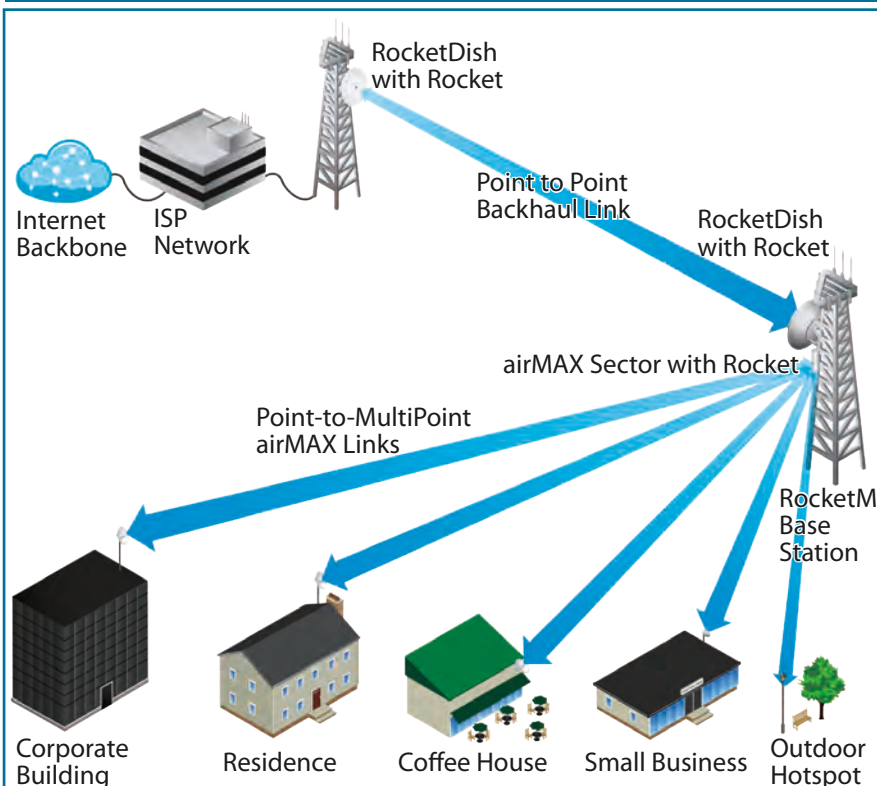 RocketDish
with Rocket
Internet
Backbone
ISP
Network
Point to Point
Backhaul Link
RocketDish
with Rocket
airMAX Sector with Rocket
Point-to-MultiPoint
airMAX Links
RocketM
Base
Station
Corporate
Building
Residence
Coffee House
Small Business
Outdoor
Hotspot